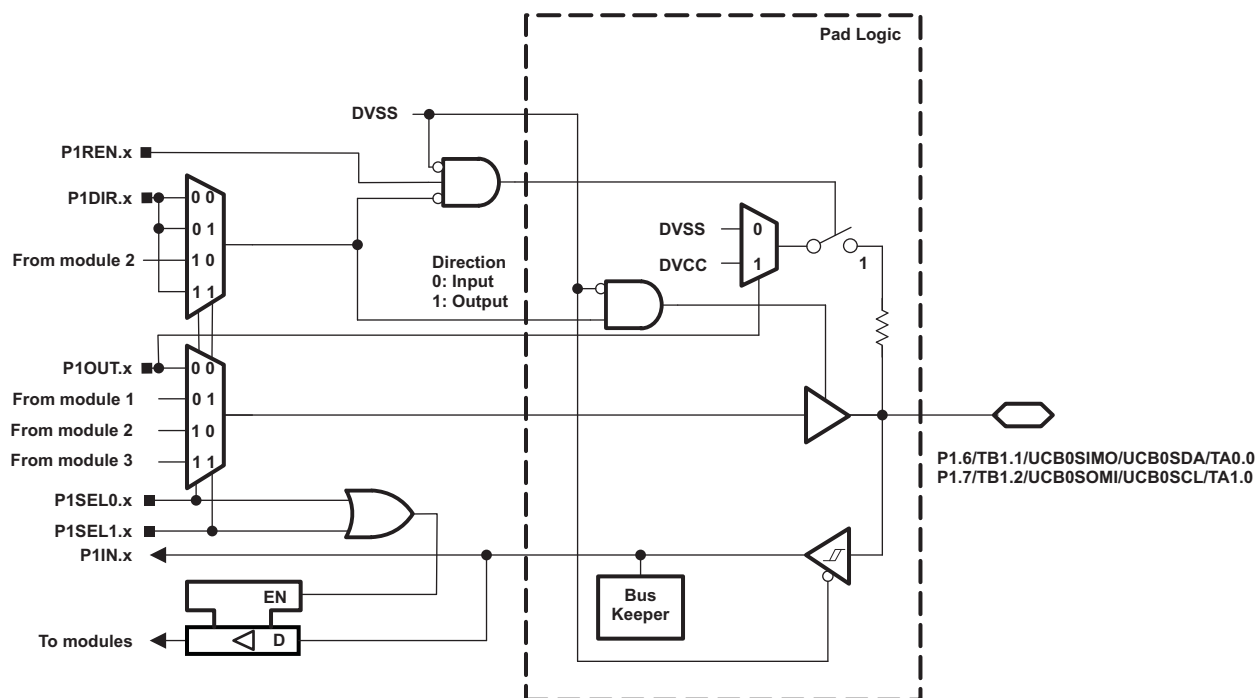 Pad Logic
DVSS
P1REN.x
P1DIR.x
0 0
0 1
From module 2
1 0
1 1
Direction
0: Input
1: Output
DVSS
0
DVCC
1
1
P1OUT.x
0 0
From module 1
0 1
From module 2
1 0
From module 3
1 1
P1.6/TB1.1/UCB0SIMO/UCB0SDA/TA0.0
P1.7/TB1.2/UCB0SOMI/UCB0SCL/TA1.0
P1SEL0.x
P1SEL1.x
P1IN.x
EN
Bus
Keeper
To modules
D